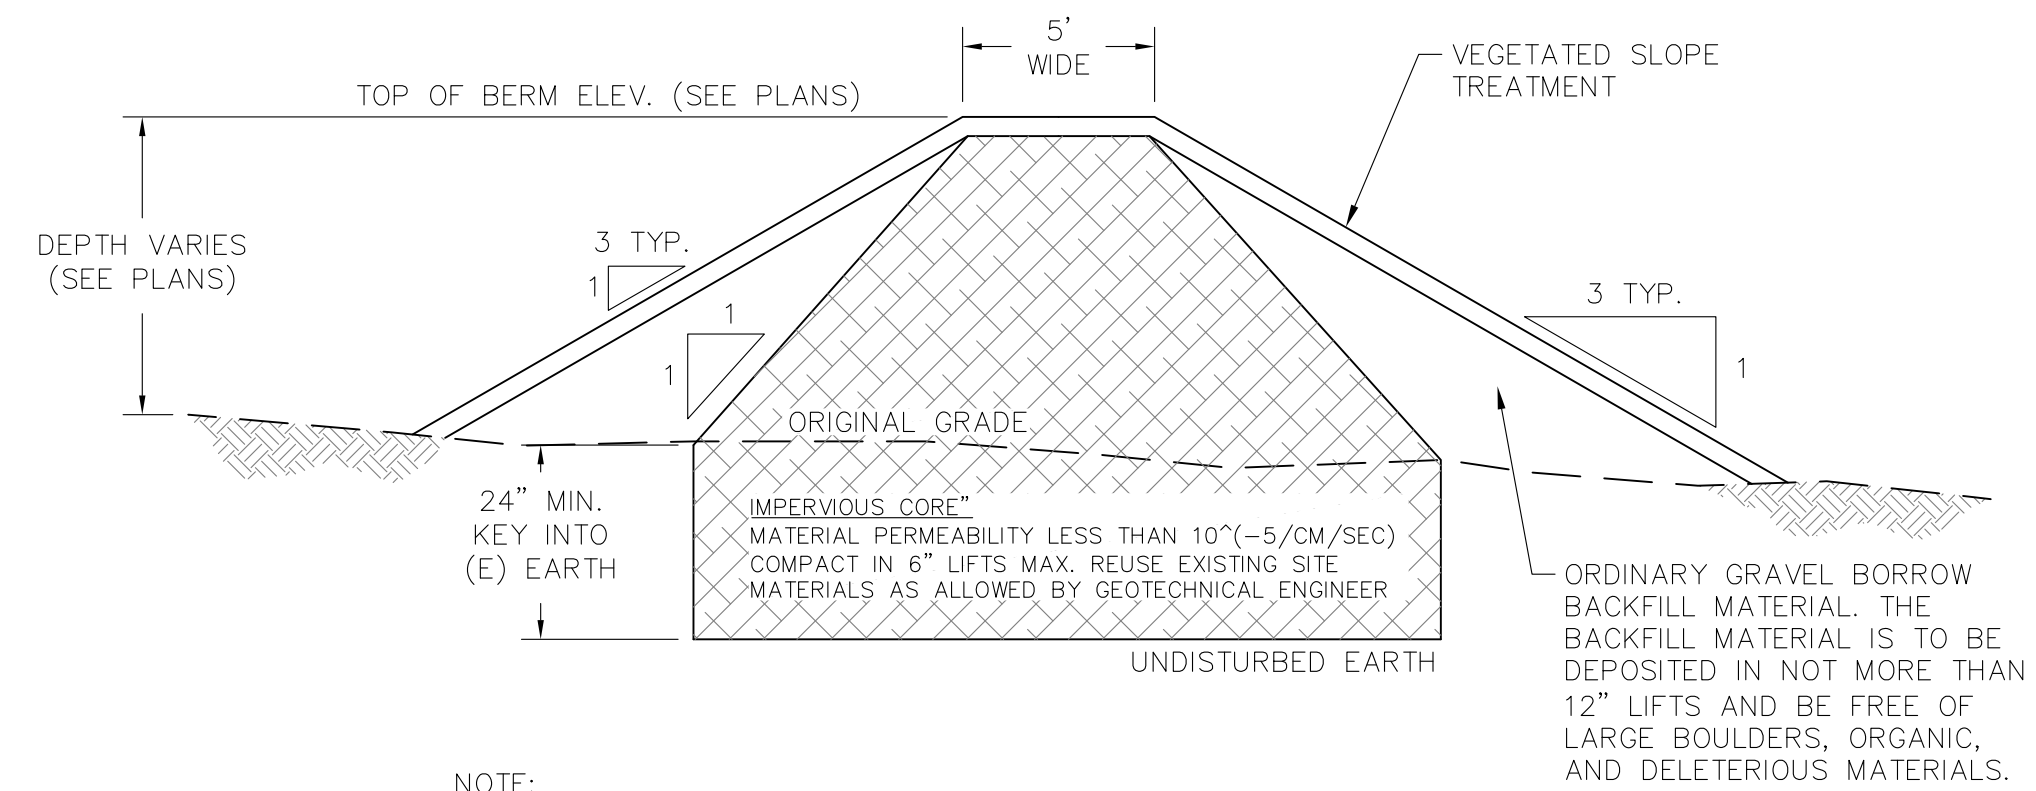 5'
WIDE
VEGETATED SLOPE
TREATMENT
TOP OF BERM ELEV. (SEE PLANS)
DEPTH VARIES
(SEE PLANS)
3 TYP.
1
1
1
3 TYP.
1
ORIGINAL GRADE
24" MIN.
KEY INTO
(E) EARTH
IMPERVIOUS CORE"
MATERIAL PERMEABILITY LESS THAN 10^(-5/CM/SEC)
COMPACT IN 6" LIFTS MAX. REUSE EXISTING SITE
MATERIALS AS ALLOWED BY GEOTECHNICAL ENGINEER
UNDISTURBED EARTH
ORDINARY GRAVEL BORROW
BACKFILL MATERIAL. THE
BACKFILL MATERIAL IS TO BE
DEPOSITED IN NOT MORE THAN
12" LIFTS AND BE FREE OF
LARGE BOULDERS, ORGANIC,
AND DELETERIOUS MATERIALS.
NOTE: